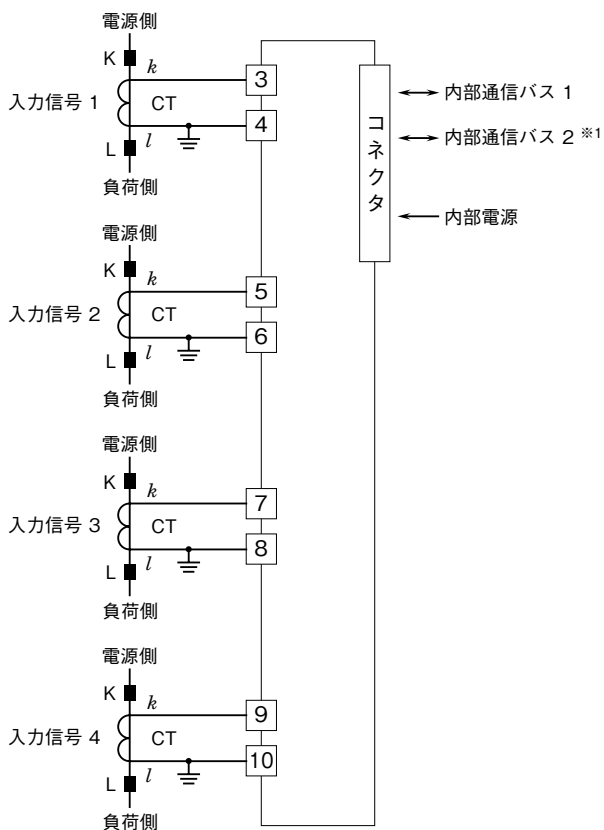 電源側
K
k
3
入力信号 1
CT
4
L
l
負荷側
コネクタ
内部通信バス 1
内部通信バス 2 ※1
内部電源
電源側
K
k
5
入力信号 2
CT
6
L
l
負荷側
電源側
K
k
7
入力信号 3
CT
8
L
l
負荷側
電源側
K
k
9
入力信号 4
CT
10
L
l
負荷側